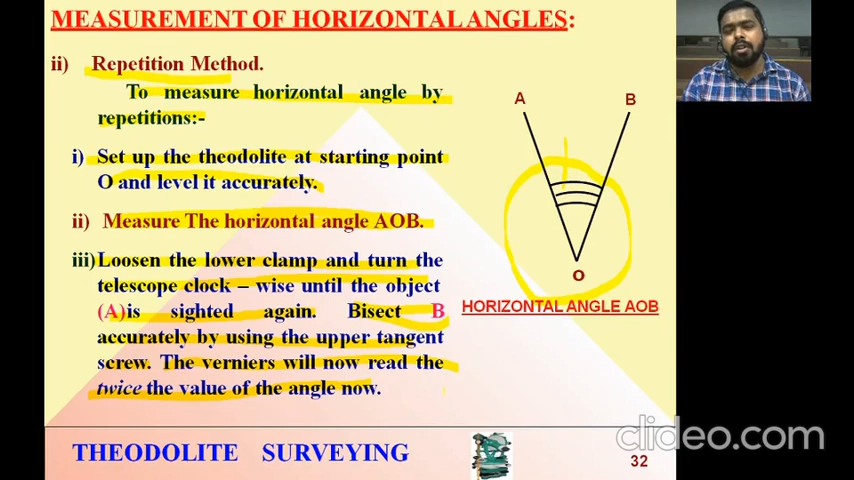 MEASUREMENT OF HORIZONTAL ANGLES:
ii) Repetition Method.
To measure horizontal angle by
repetitions:-
i) Set up the theodolite at starting point
O and level it accurately.
ii) Measure The horizontal angle AOB.
iii) Loosen the lower clamp and turn the
telescope clock – wise until the object
(A)is sighted again. Bisect B
accurately by using the upper tangent
screw. The verniers will now read the
twice the value of the angle now.
A
B
O
HORIZONTAL ANGLE AOB
THEODOLITE SURVEYING
32
clideo.com